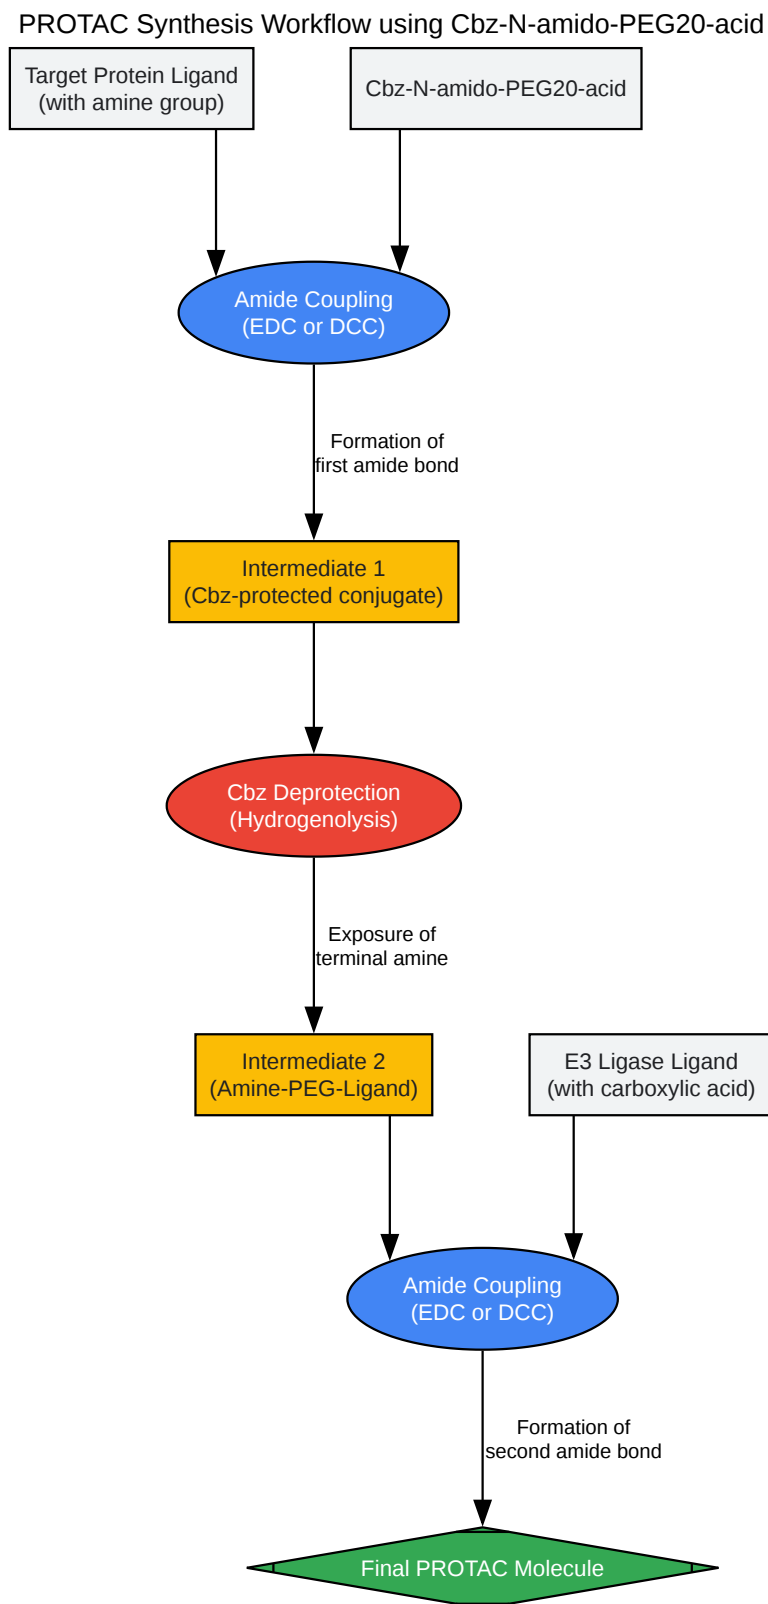 PROTAC Synthesis Workflow using Cbz-N-amido-PEG20-acid
Target Protein Ligand
(with amine group)
Cbz-N-amido-PEG20-acid
Amide Coupling
(EDC or DCC)
Formation of
first amide bond
Intermediate 1
(Cbz-protected conjugate)
Cbz Deprotection
(Hydrogenolysis)
Exposure of
terminal amine
Intermediate 2
(Amine-PEG-Ligand)
E3 Ligase Ligand
(with carboxylic acid)
Amide Coupling
(EDC or DCC)
Formation of
second amide bond
Final PROTAC Molecule